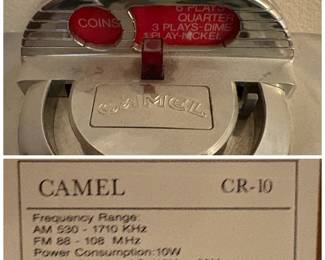 COINS
6 PLAYS-
QUARTER
3 PLAYS-DIME
1 PLAY-NICKEL
CAMEL
CAMEL CR-10
Frequency Range:
AM 530 - 1710 KHz
FM 88 - 108 MHz
Power Consumption:10W